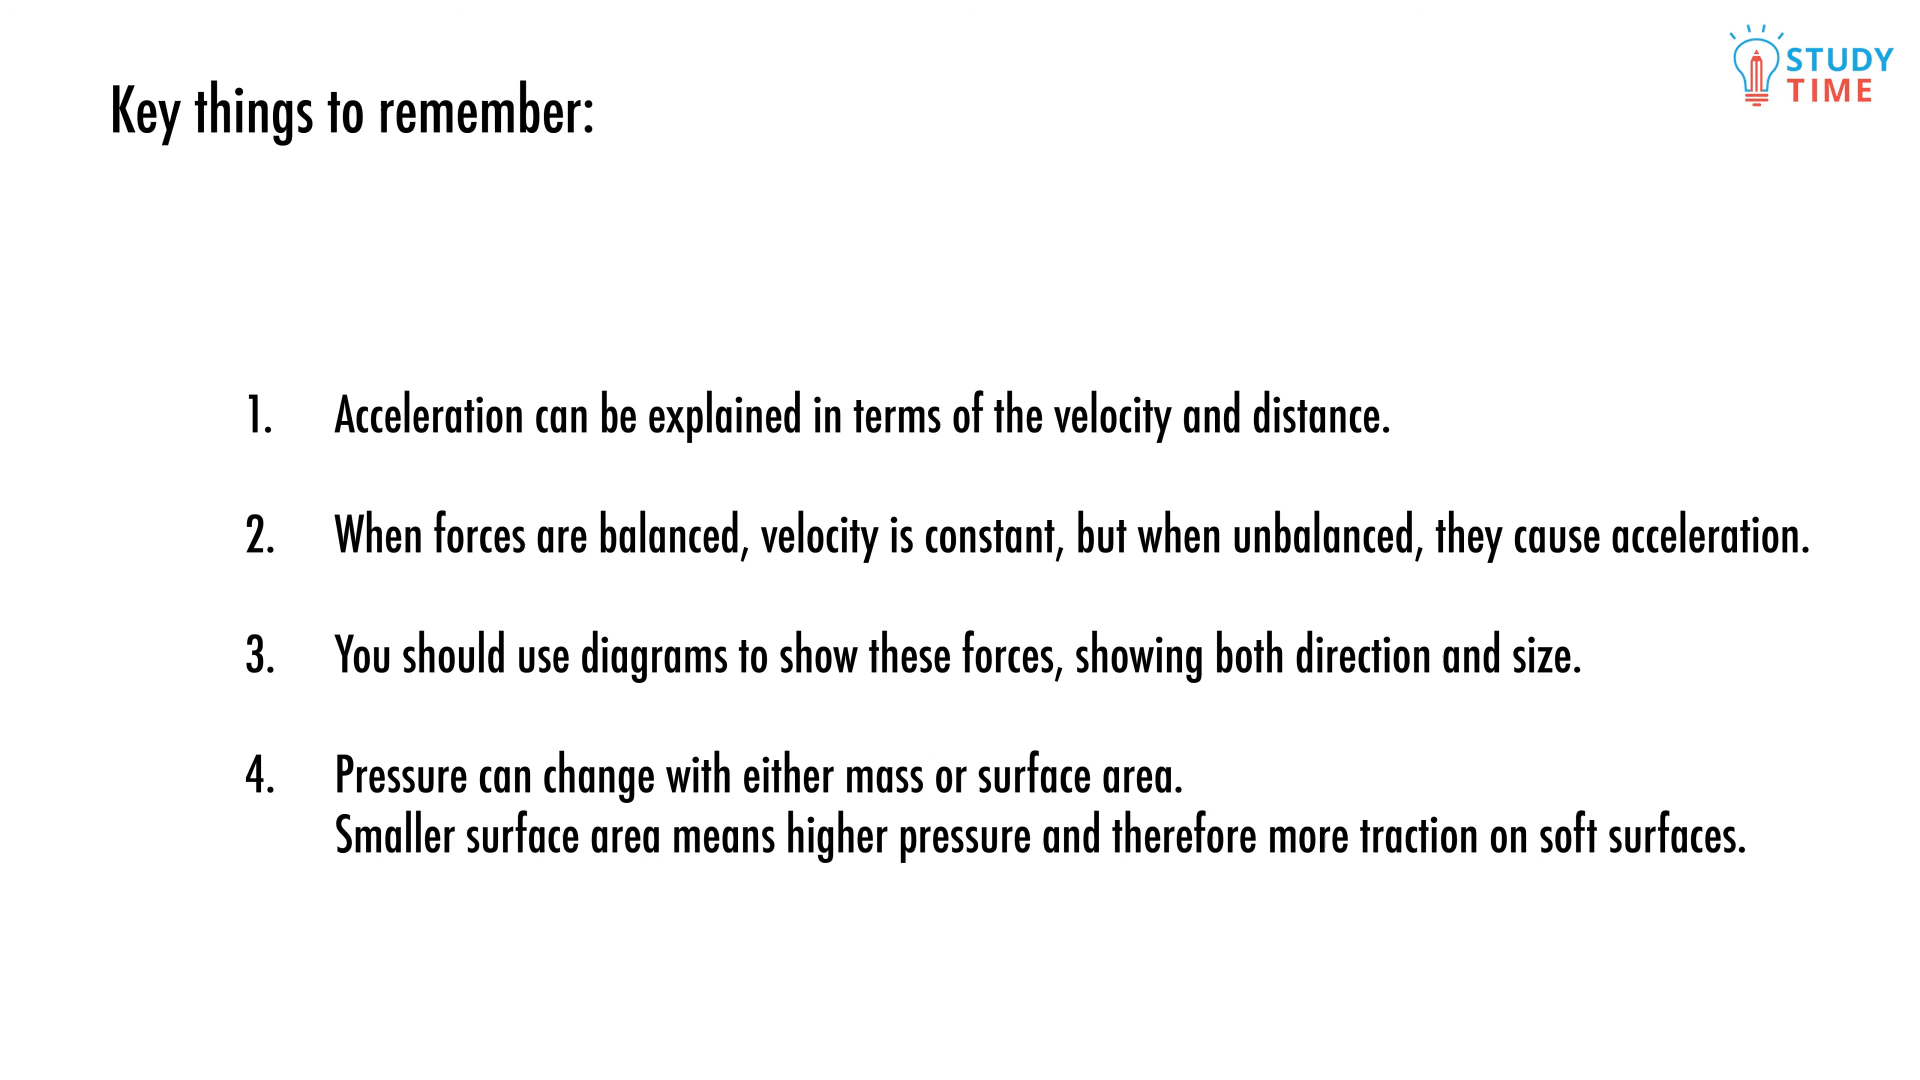 STUDY
TIME
Key things to remember:
1. Acceleration can be explained in terms of the velocity and distance.
2. When forces are balanced, velocity is constant, but when unbalanced, they cause acceleration.
3. You should use diagrams to show these forces, showing both direction and size.
4. Pressure can change with either mass or surface area.
Smaller surface area means higher pressure and therefore more traction on soft surfaces.